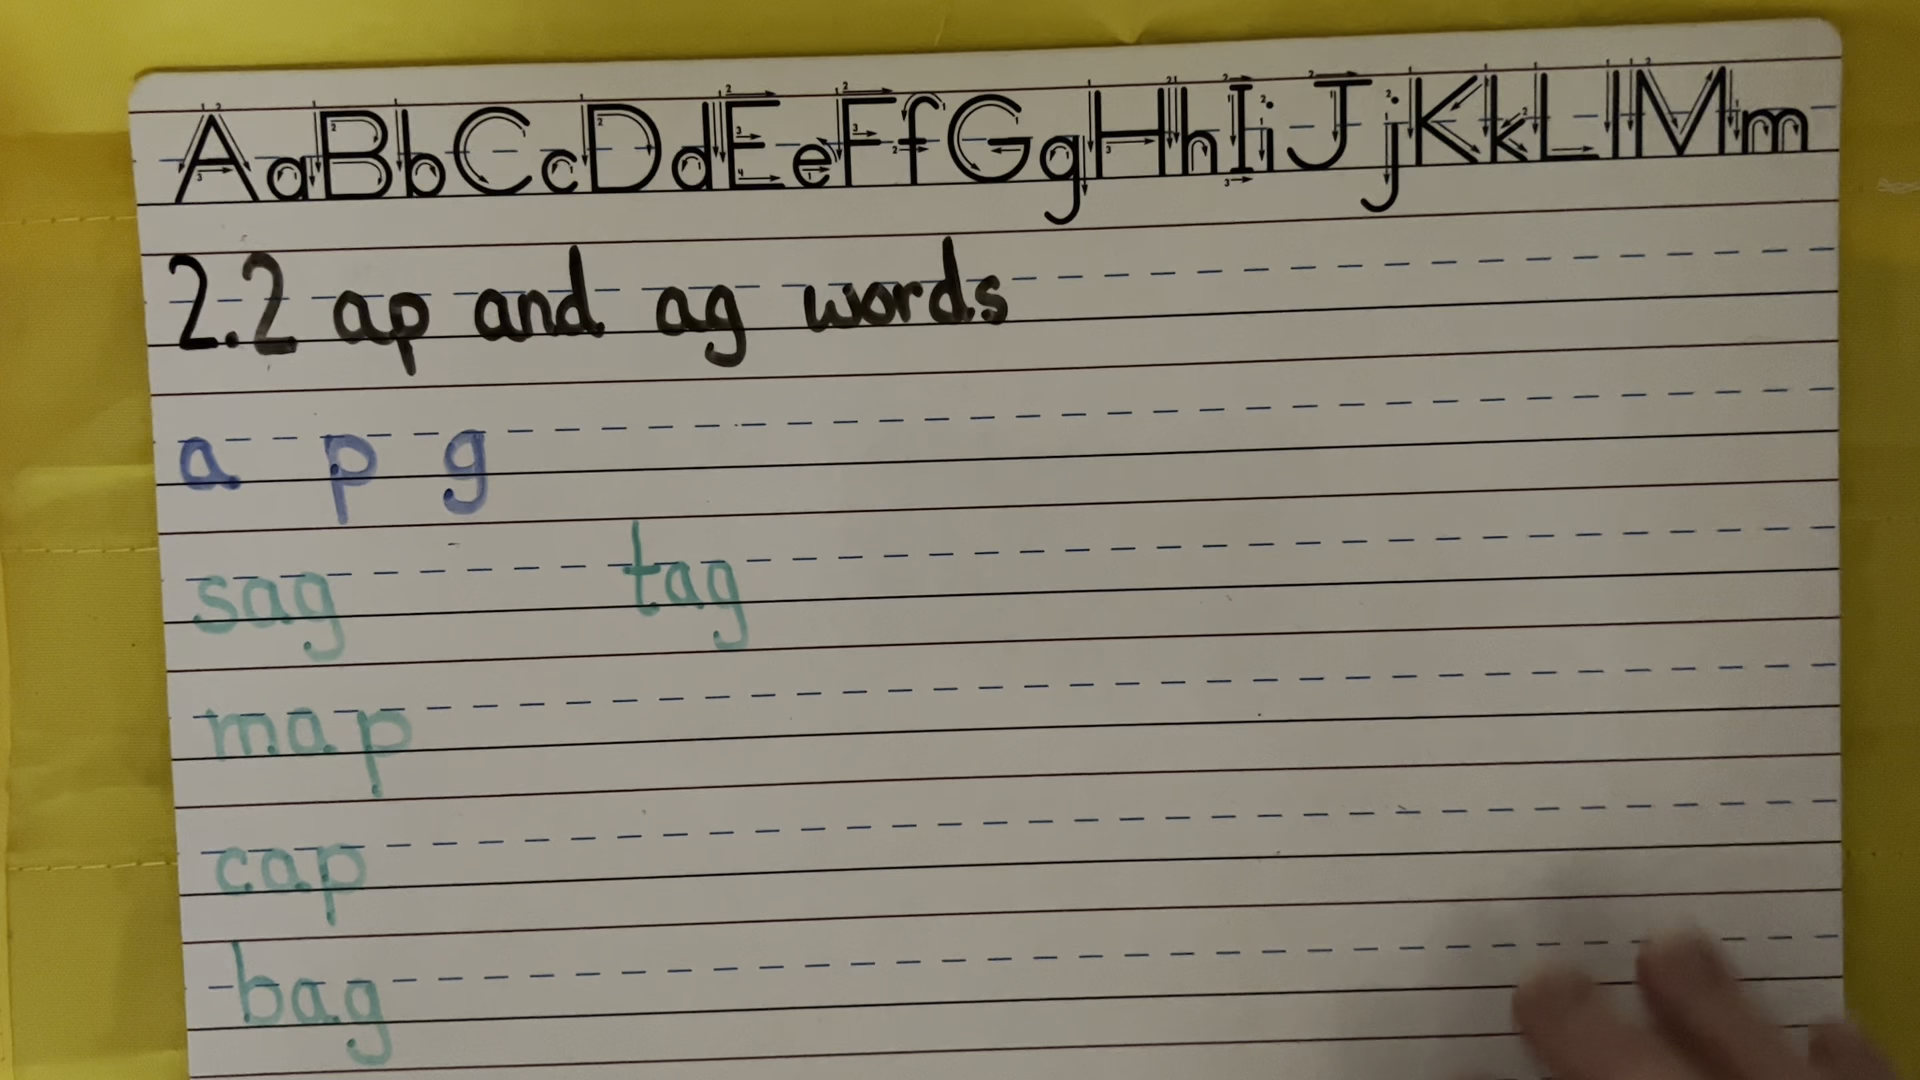 AaBbCcDdEeFfGgHhIiJjKkLlMm
2.2 ap and ag words
a p g
sag tag
map
cap
bag